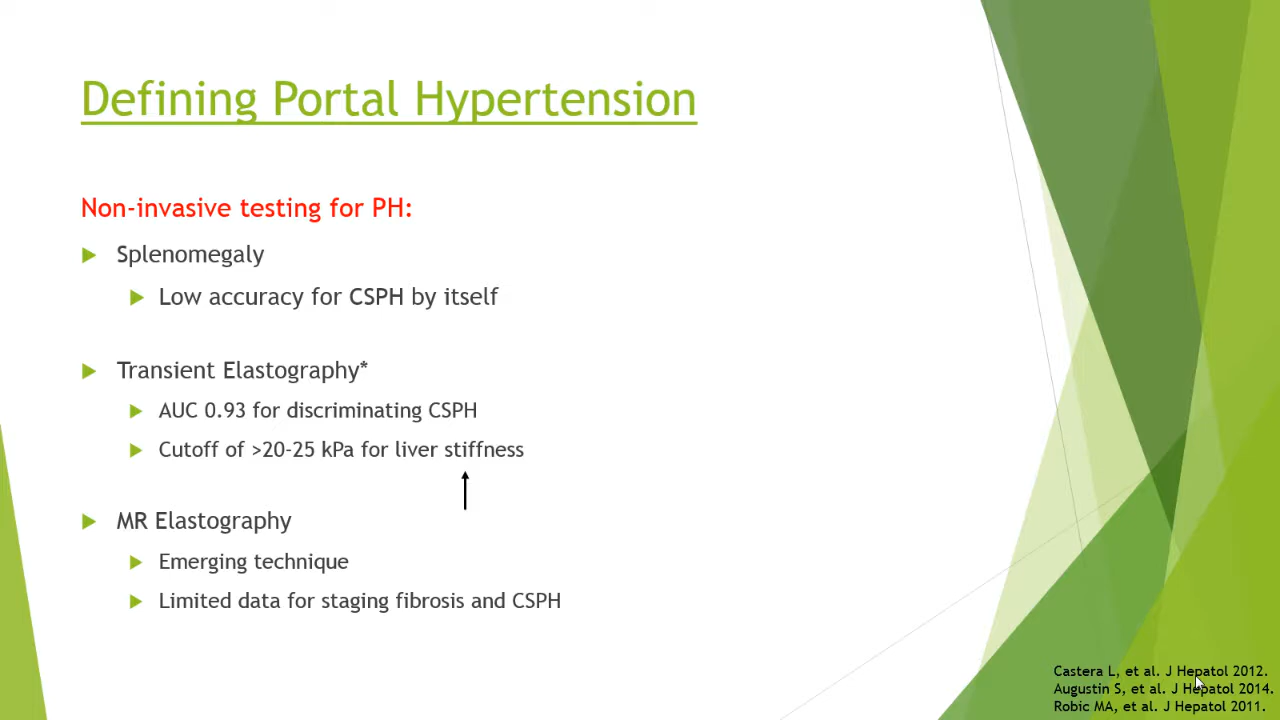 Defining Portal Hypertension
Non-invasive testing for PH:
Splenomegaly
Low accuracy for CSPH by itself
Transient Elastography*
AUC 0.93 for discriminating CSPH
Cutoff of >20-25 kPa for liver stiffness
MR Elastography
Emerging technique
Limited data for staging fibrosis and CSPH
Castera L, et al. J Hepatol 2012.
Augustin S, et al. J Hepatol 2014.
Robic MA, et al. J Hepatol 2011.